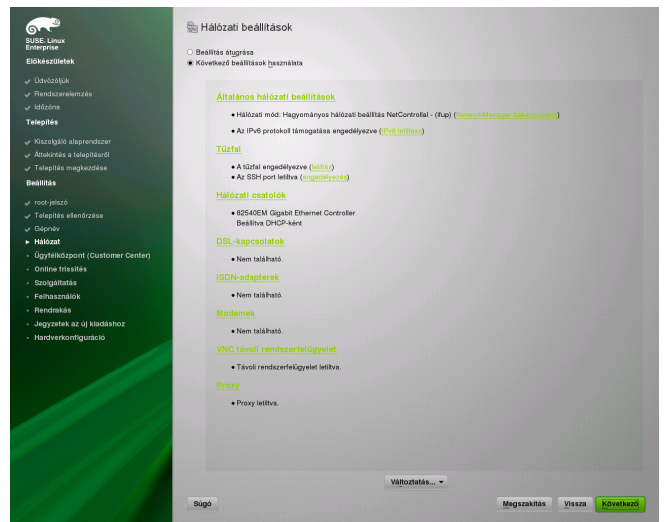 SUSE. Linux
Enterprise
Előkészületek
Üdvözöljük
Rendszerelemzés
Időzóna
Telepítés
Kiszolgáló alaprendszer
Áttekintés a telepítésről
Telepítés megkezdése
Beállítás
root-jelszó
Telepítés ellenőrzése
Gépnév
Hálózat
Ügyfélközpont (Customer Center)
Online frissítés
Szolgáltatás
Felhasználók
Rendrakás
Jegyzetek az új kiadáshoz
Hardverkonfiguráció
Hálózati beállítások
Beállítás átugrása
Következő beállítások használata
Általános hálózati beállítások
Hálózati mód: Hagyományos hálózati beállítás NetControllal - (ifup) (NetworkManager bekapcsolása)
Az IPv6 protokoll támogatása engedélyezve (IPv6 letiltása)
Tűzfal
A tűzfal engedélyezve (letiltás)
Az SSH port letiltva (engedélyezés)
Hálózati csatolók
82540EM Gigabit Ethernet Controller
Beállítva DHCP-ként
DSL-kapcsolatok
Nem található.
ISDN-adapterek
Nem található.
Modemek
Nem található.
VNC távoli rendszerfelügyelet
Távoli rendszerfelügyelet letiltva.
Proxy
Proxy letiltva.
Változtatás...
Súgó
Megszakítás
Vissza
Következő